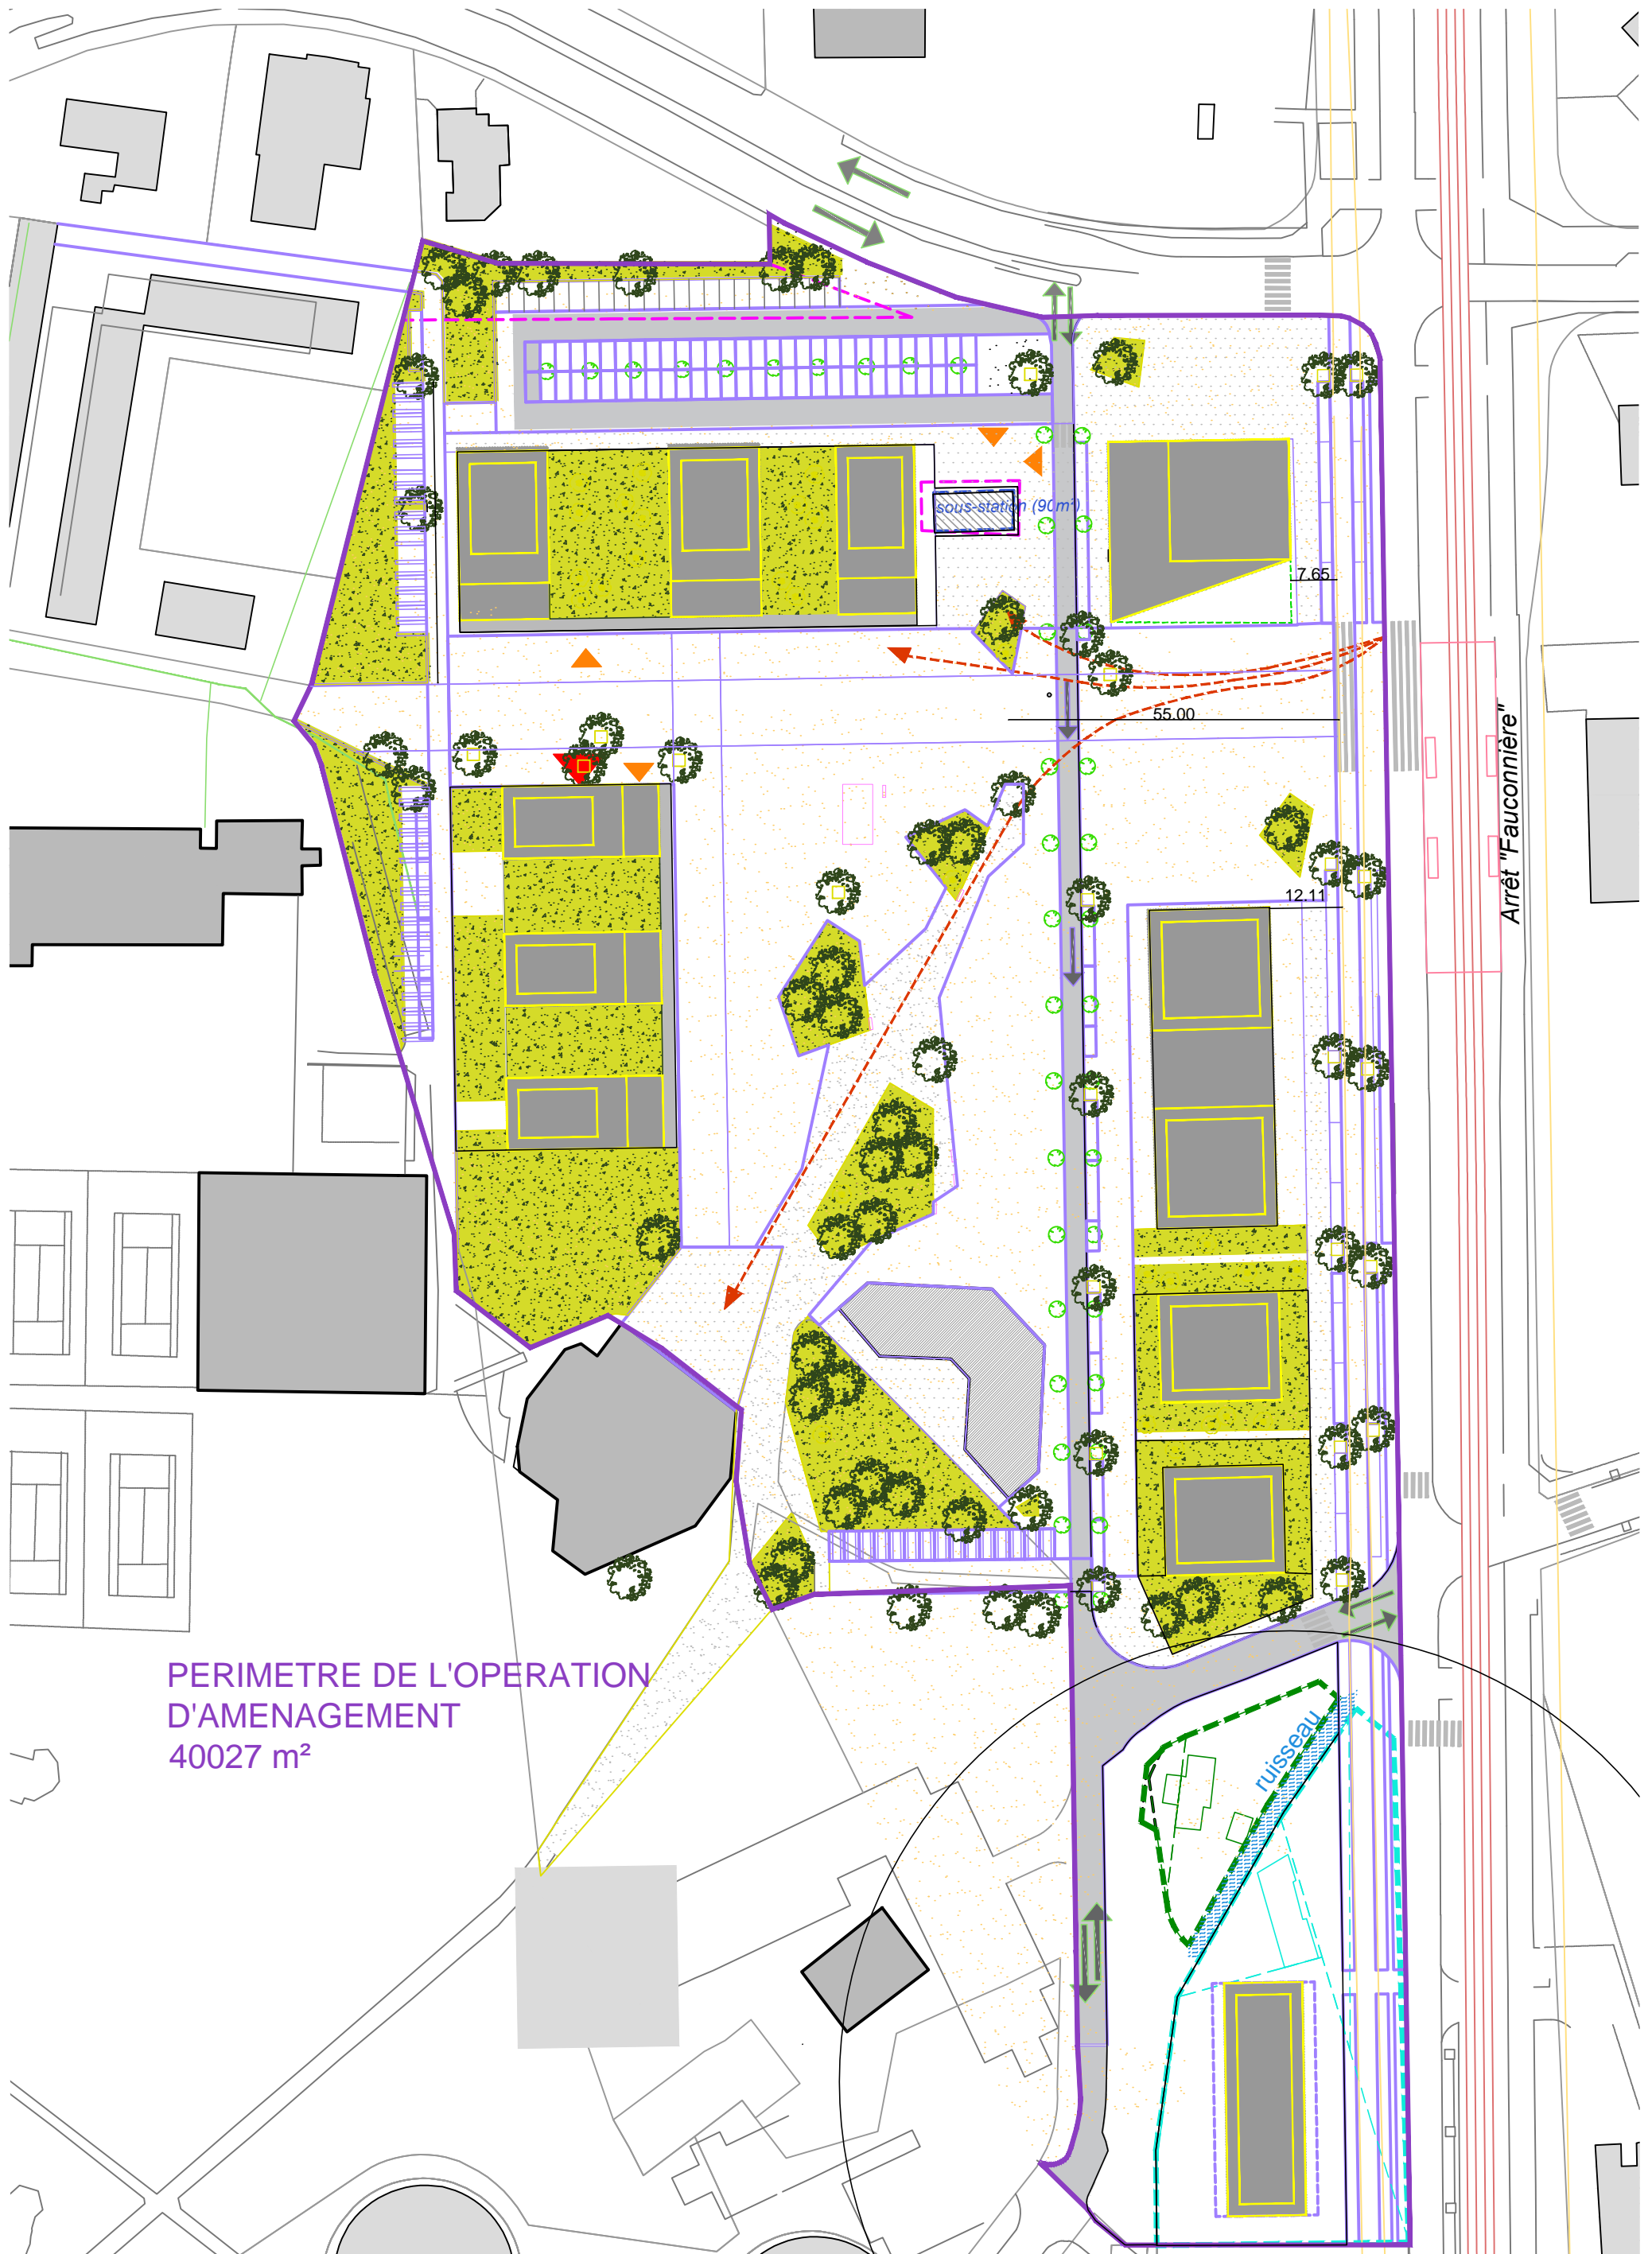 sous-station (90m²)
7.65
55.00
Arrêt "Fauconnière"
12.11
PERIMETRE DE L'OPERATION
D'AMENAGEMENT
40027 m²
ruisseau